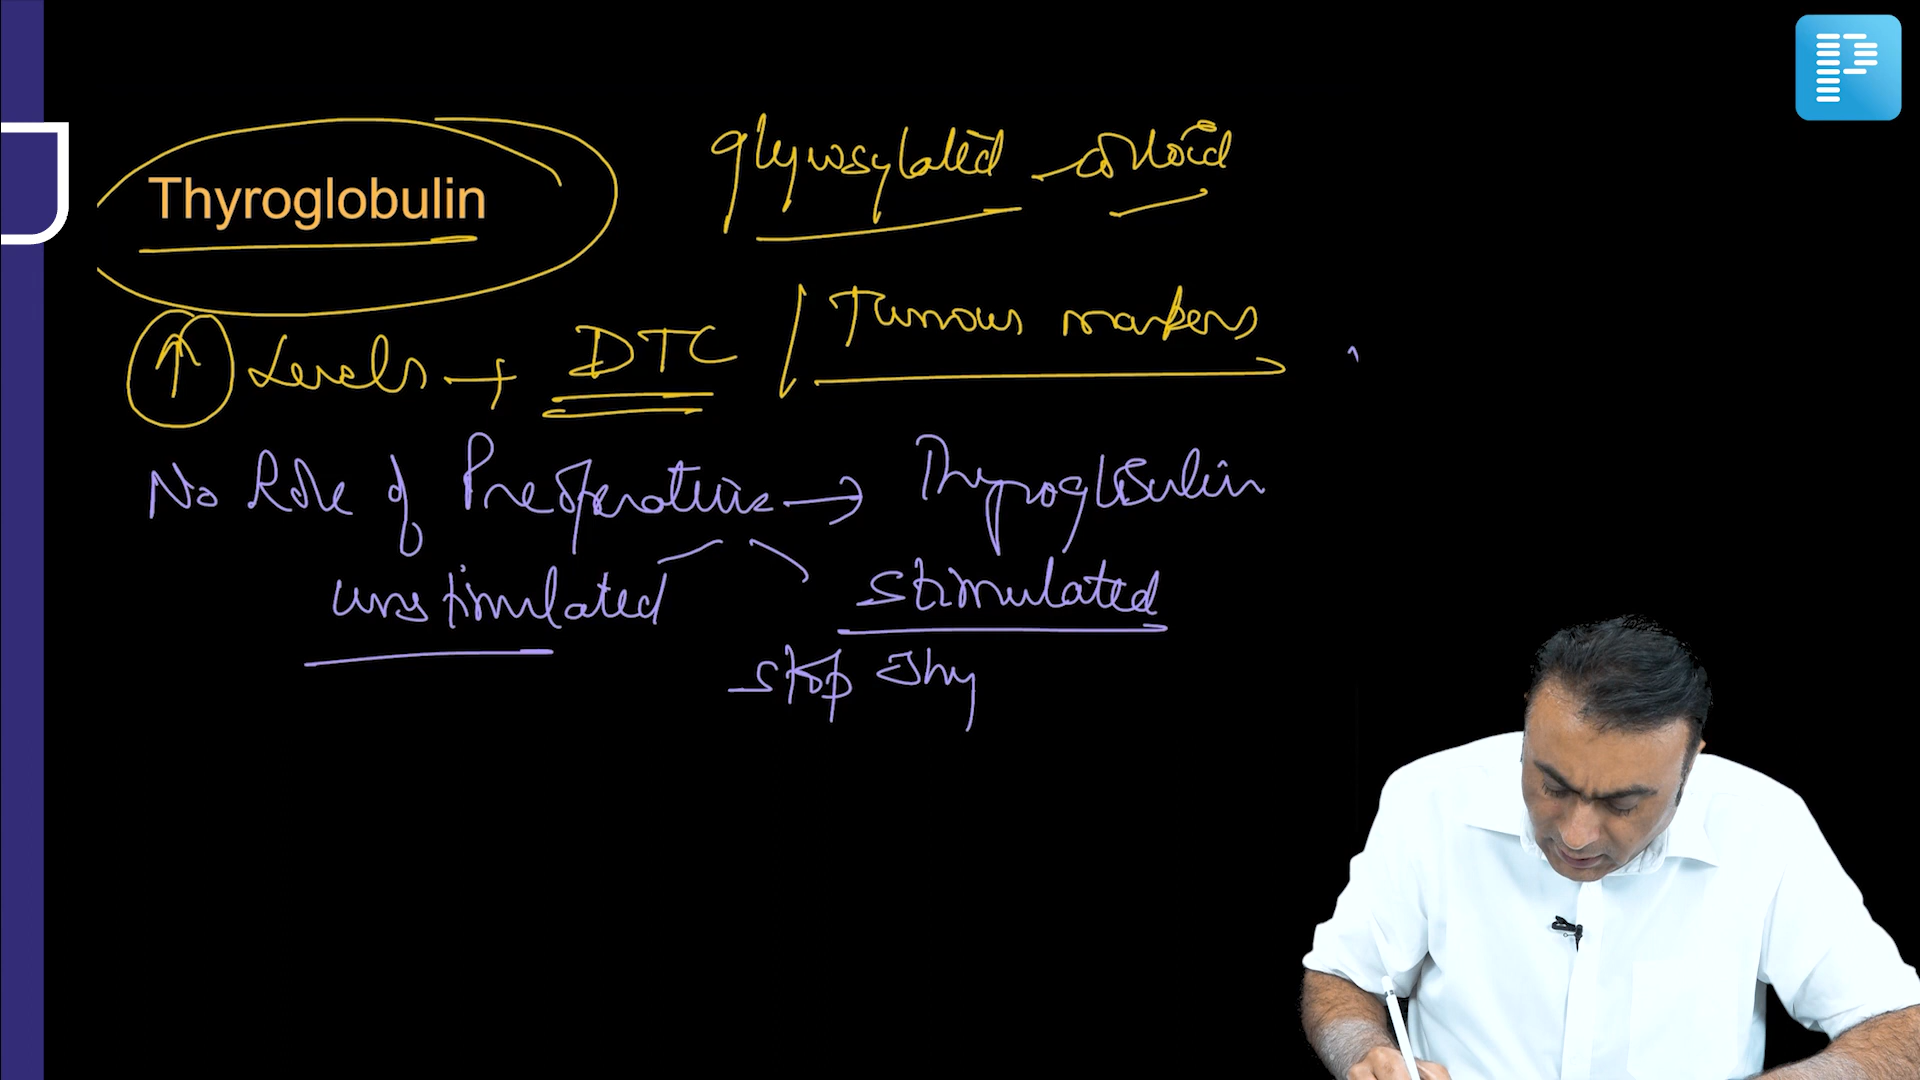 Thyroglobulin
glycosylated colloid
↑ Levels → DTC / Tumour markers
No Role of Preoperative → Thyroglobulin
unstimulated stimulated
stop Thy
P